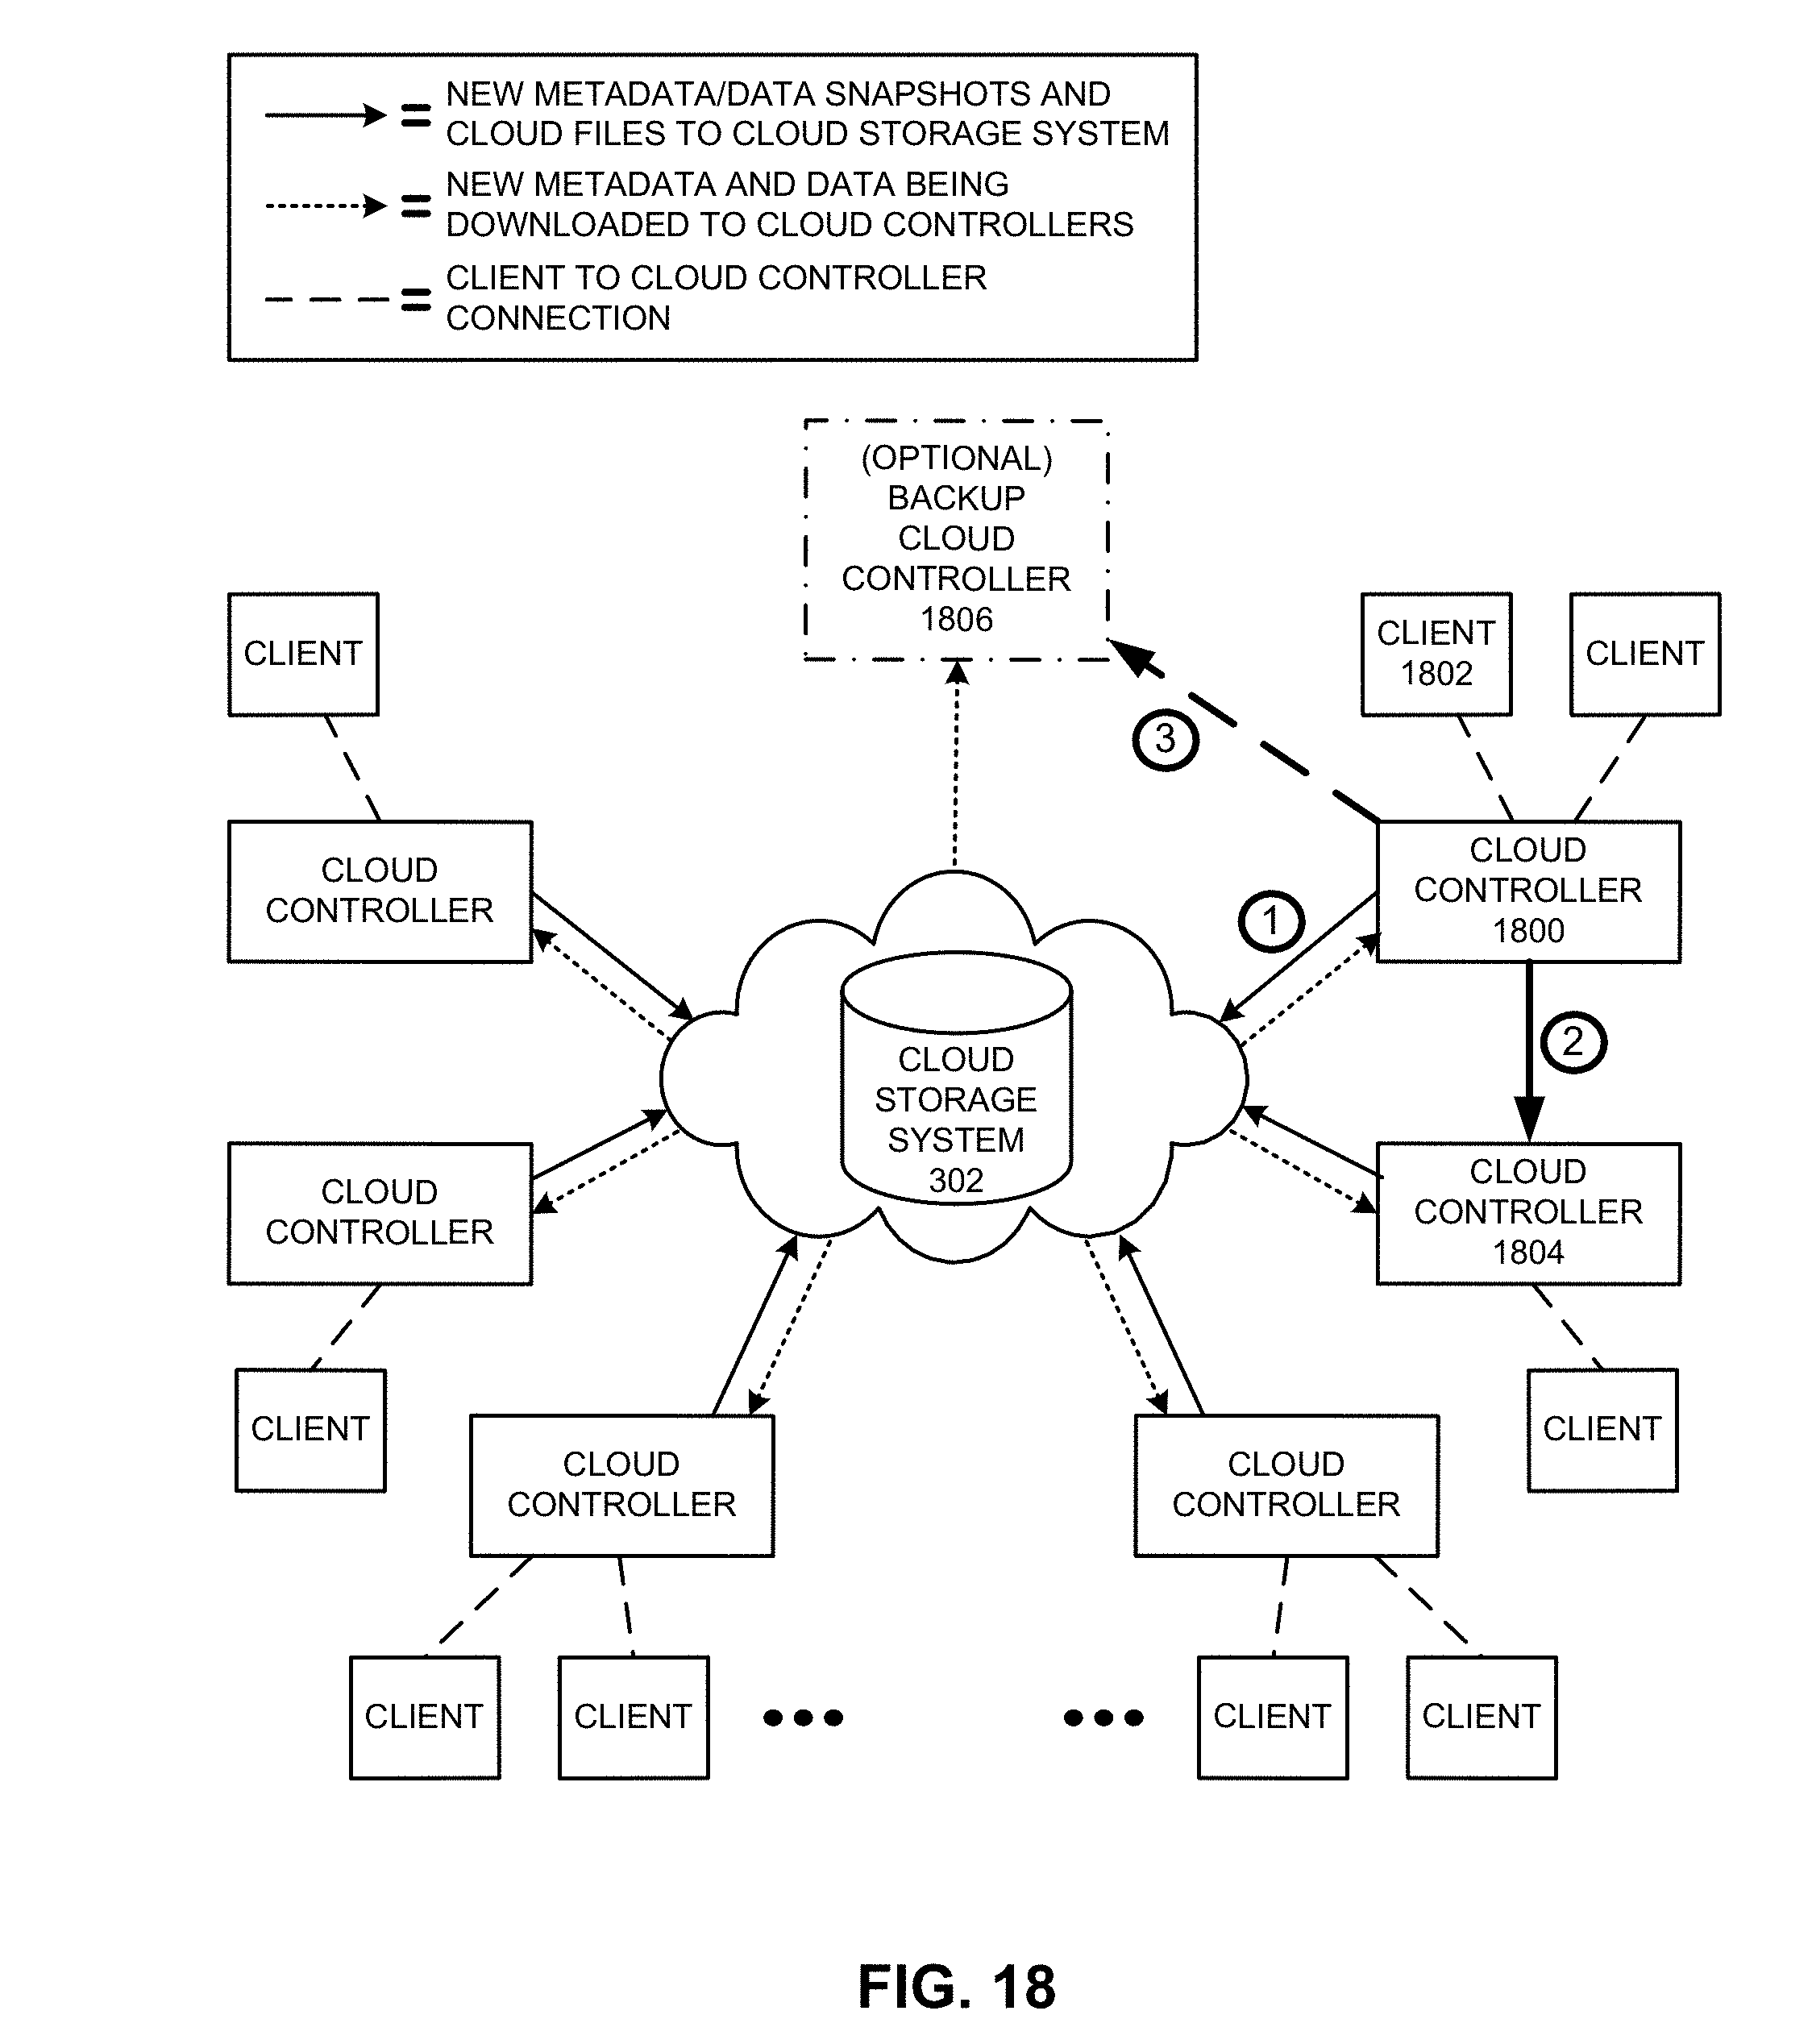 =
NEW METADATA/DATA SNAPSHOTS AND
CLOUD FILES TO CLOUD STORAGE SYSTEM
=
NEW METADATA AND DATA BEING
DOWNLOADED TO CLOUD CONTROLLERS
=
CLIENT TO CLOUD CONTROLLER
CONNECTION
(OPTIONAL)
BACKUP
CLOUD
CONTROLLER
1806
CLIENT
CLIENT
1802
CLIENT
3
CLOUD
CONTROLLER
CLOUD
CONTROLLER
1800
1
2
CLOUD
STORAGE
SYSTEM
302
CLOUD
CONTROLLER
CLOUD
CONTROLLER
1804
CLIENT
CLIENT
CLOUD
CONTROLLER
CLOUD
CONTROLLER
CLIENT
CLIENT
•••
•••
CLIENT
CLIENT
FIG. 18